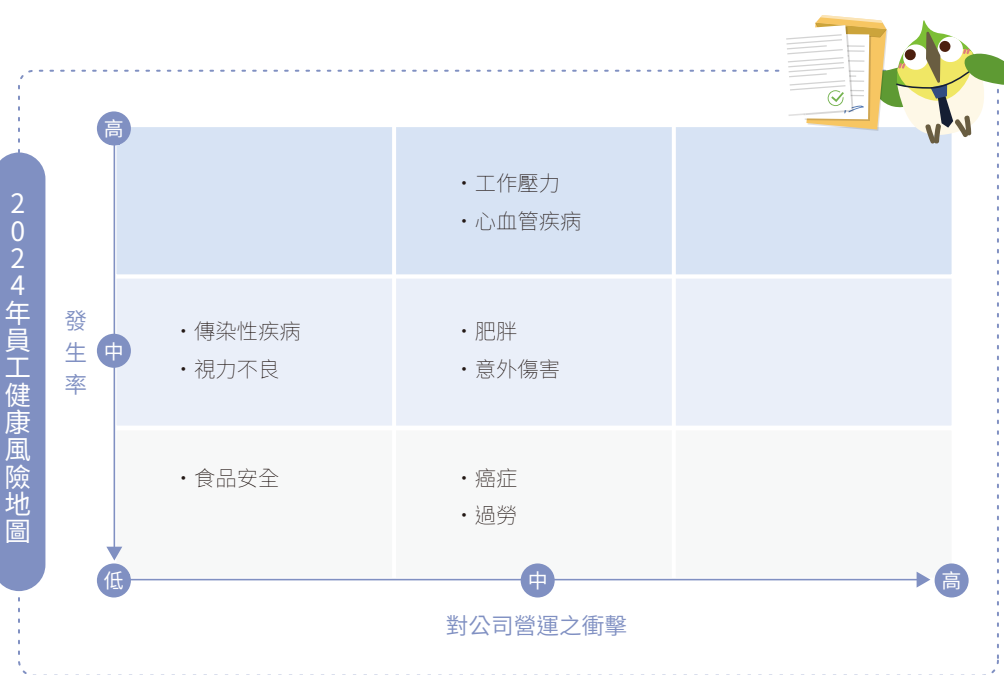 2024年員工健康風險地圖
發生率
高
・工作壓力
・心血管疾病
中
・傳染性疾病
・視力不良
・肥胖
・意外傷害
・食品安全
・癌症
・過勞
低
中
高
對公司營運之衝擊